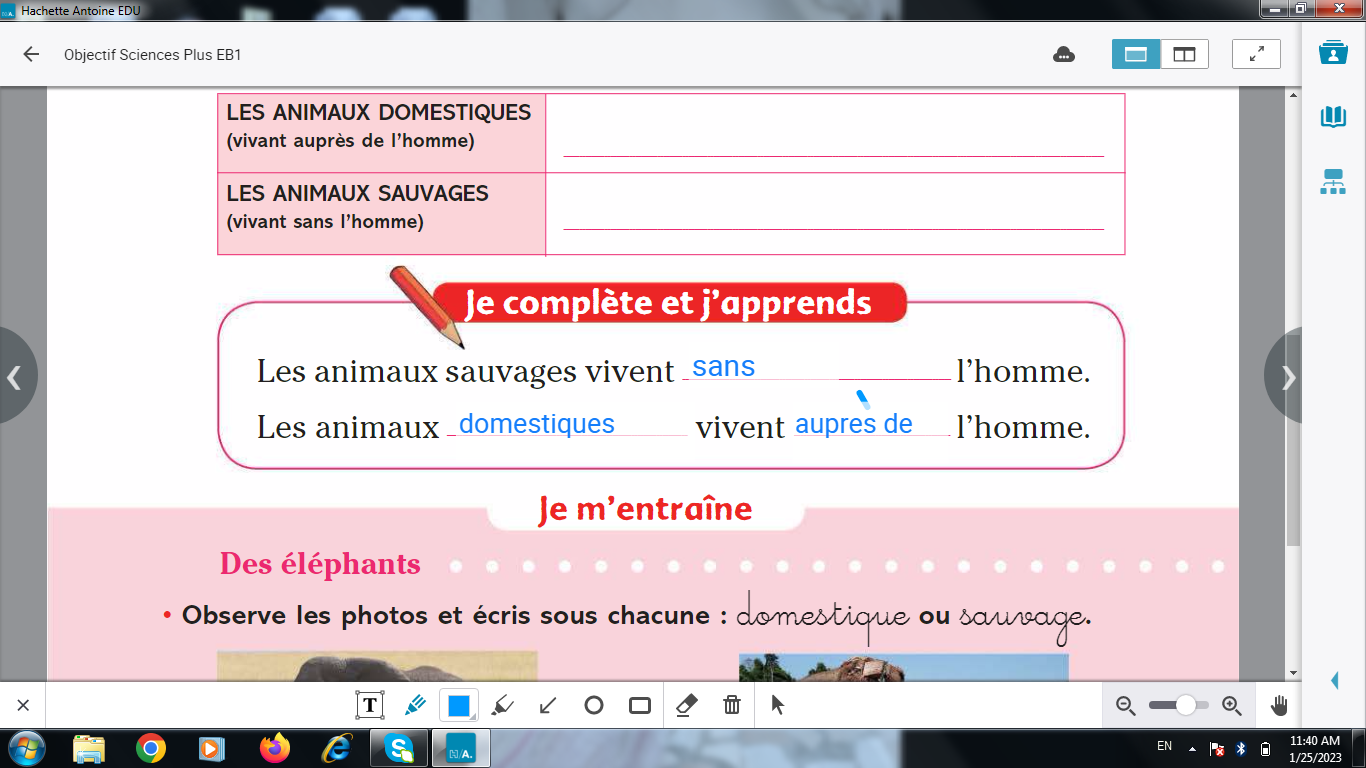 Hachette Antoine EDU
Objectif Sciences Plus EB1
LES ANIMAUX DOMESTIQUES
(vivant auprès de l'homme)
LES ANIMAUX SAUVAGES
(vivant sans l'homme)
Je complète et j'apprends
Les animaux sauvages vivent sans l'homme.
Les animaux domestiques vivent aupres de l'homme.
Je m'entraîne
Des éléphants
• Observe les photos et écris sous chacune : domestique ou sauvage.
T
EN
11:40 AM
1/25/2023